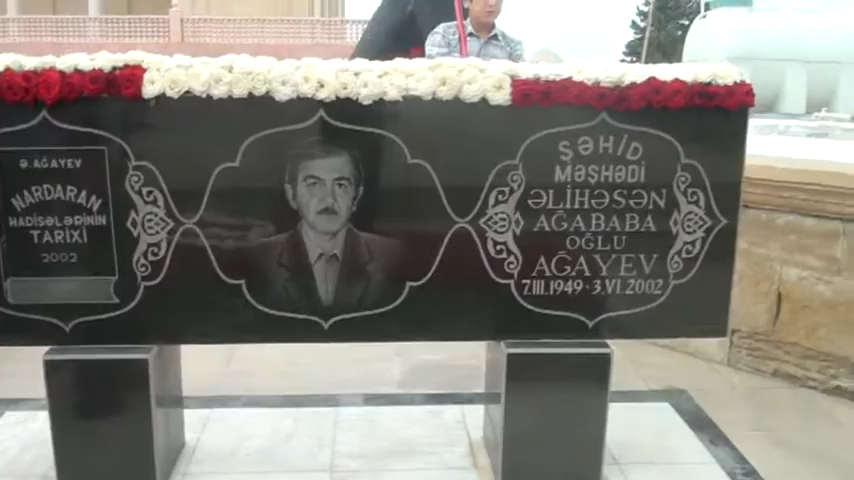 Ə.AĞAYEV
NARDARAN
HADİSƏLƏRİNİN
TARİXİ
2002
ŞƏHİD
MƏŞHƏDİ
ƏLİHƏSƏN
AĞABABA
OĞLU
AĞAYEV
7.III.1949 - 3.VI.2002